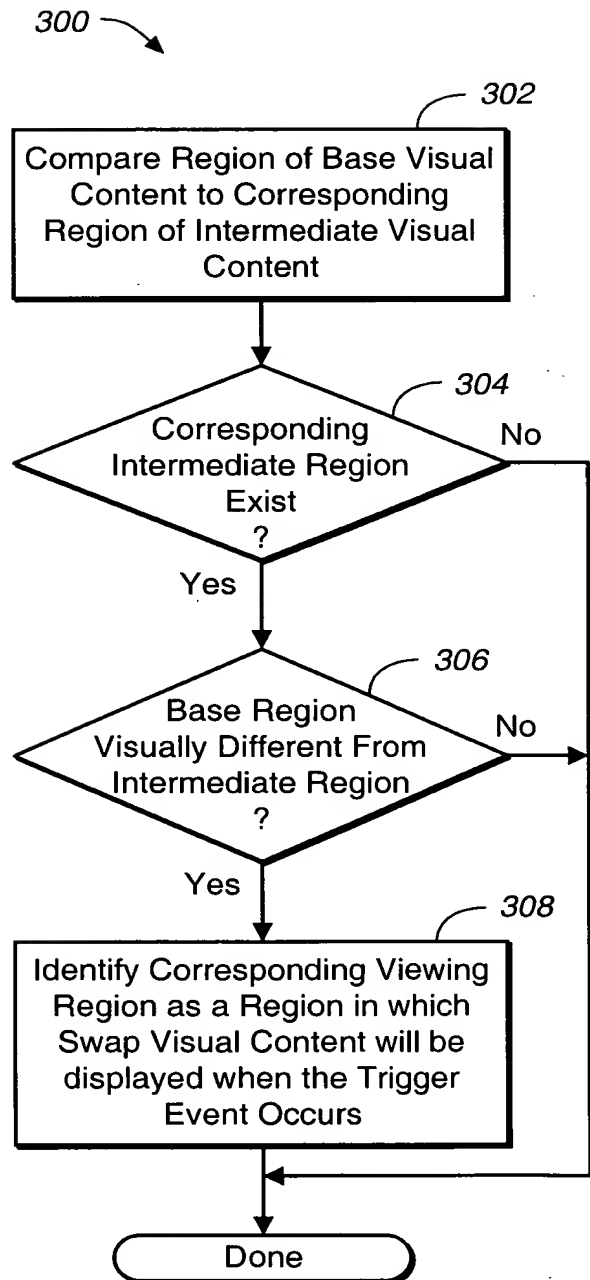 300
302
Compare Region of Base Visual
Content to Corresponding
Region of Intermediate Visual
Content
304
Corresponding
Intermediate Region
Exist
?
No
Yes
306
Base Region
Visually Different From
Intermediate Region
?
No
Yes
308
Identify Corresponding Viewing
Region as a Region in which
Swap Visual Content will be
displayed when the Trigger
Event Occurs
Done